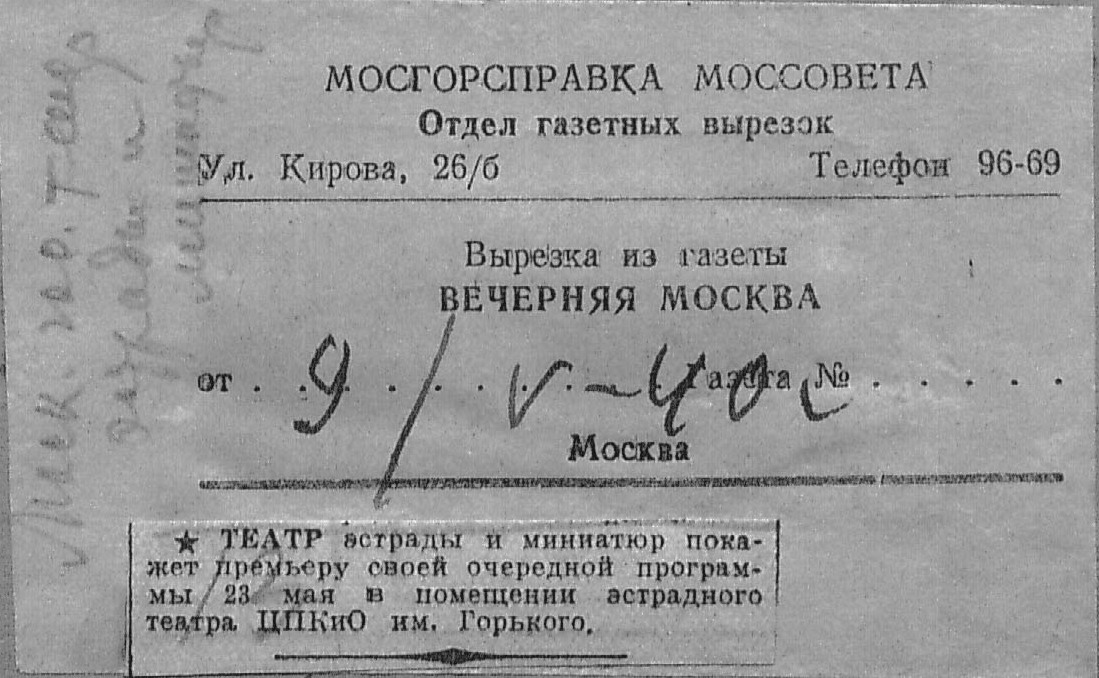 МОСГОРСПРАВКА МОССОВЕТА
Отдел газетных вырезок
Ул. Кирова, 26/б Телефон 96-69
Вырезка из газеты
ВЕЧЕРНЯЯ МОСКВА
от . . 9 / V - 40 г Газета № . . . . .
Москва
★ ТЕАТР эстрады и миниатюр пока-
жет премьеру своей очередной програм-
мы 23 мая в помещении эстрадного
театра ЦПКиО им. Горького.